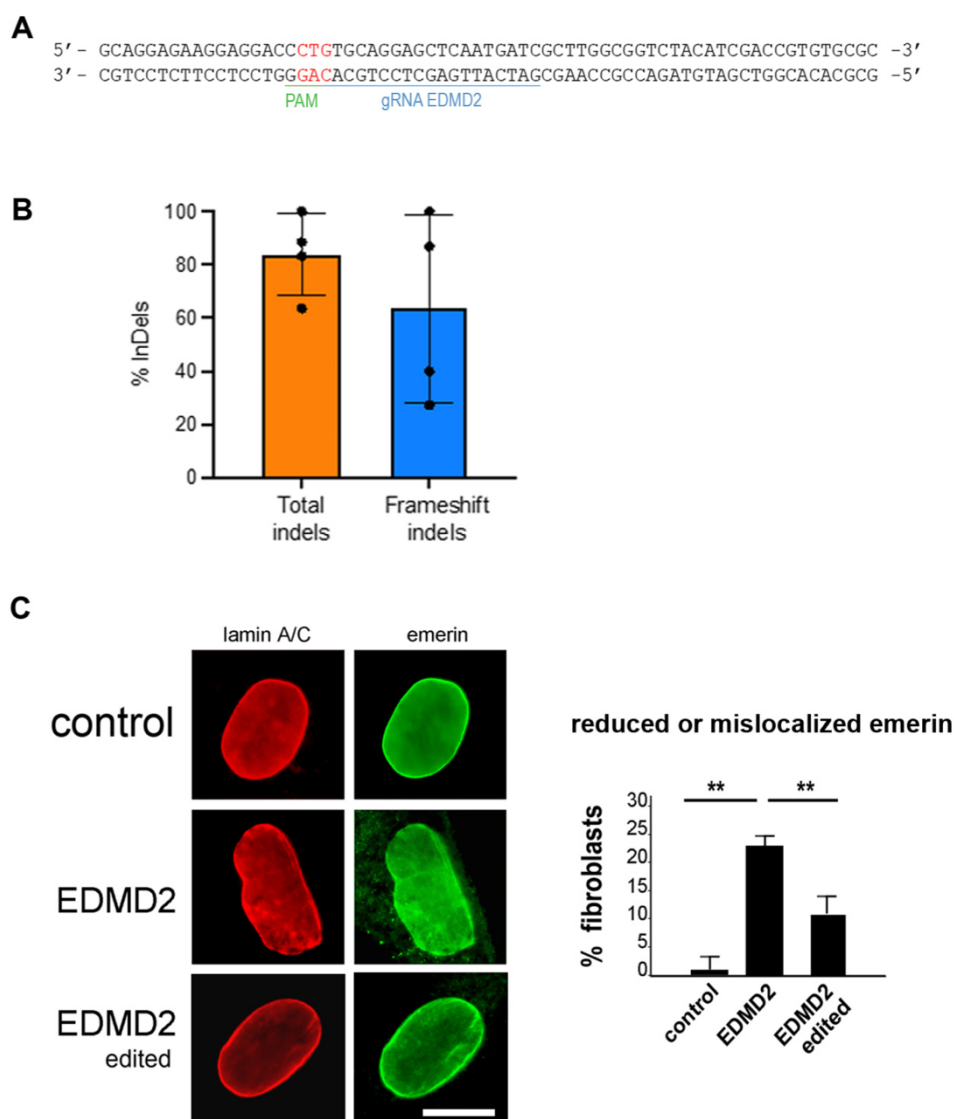 A
5′ - GCAGGAGAAGGAGGACCCTGTGCAGGAGCTCAATGATCGCTTGGCGGTCTACATCGACCGTGTGCGC -3′
3′ - CGTCCTCTTCCTCCTGGGACACGTCCTCGAGTTACTAGCGAACCGCCAGATGTAGCTGGCACACGCG -5′
PAM gRNA EDMD2
B
% InDels
100
80
60
40
20
0
Total indels
Frameshift indels
C
lamin A/C emerin
control
EDMD2
EDMD2
edited
reduced or mislocalized emerin
% fibroblasts
** **
30
25
20
15
10
5
0
control
EDMD2
EDMD2
edited